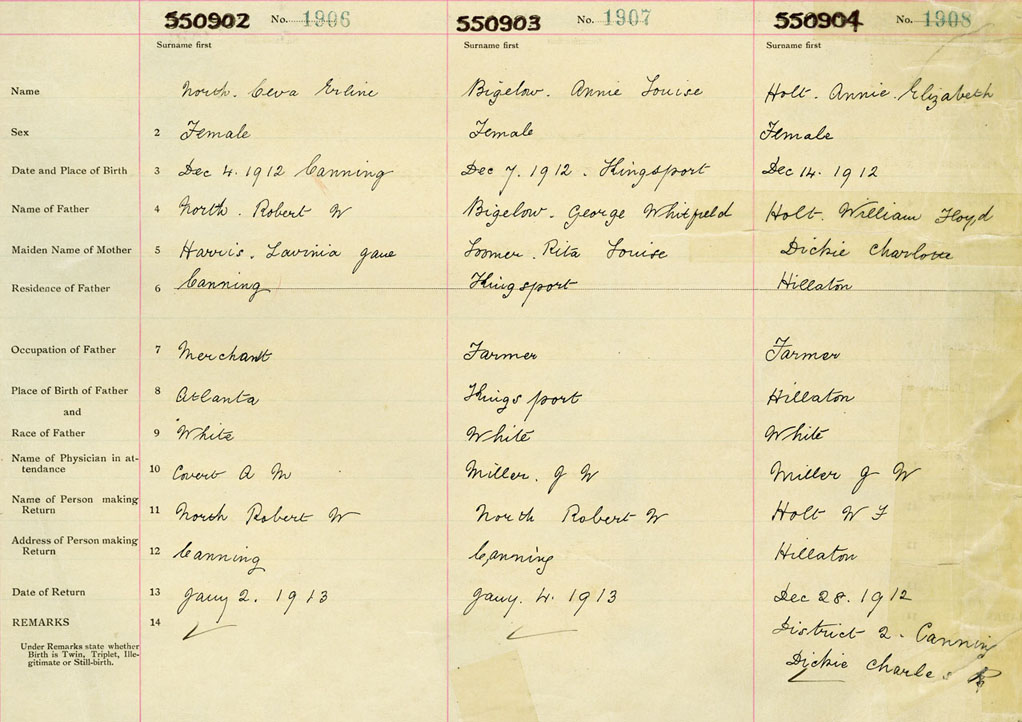 550902 No. 1906 550903 No. 1907 550904 No. 1908
Surname first Surname first Surname first
Name North. Ceva Erline Bigelow. Annie Louise Holt. Annie. Elizabeth
Sex 2 Female Female Female
Date and Place of Birth 3 Dec 4. 1912 Canning Dec 7. 1912. Kingsport Dec 14. 1912
Name of Father 4 North. Robert W Bigelow. George Whitfield Holt. William Floyd
Maiden Name of Mother 5 Harris. Lavinia Rita Louise Dickie
Residence of Father 6 Canning Kingsport Hillaton
Occupation of Father 7 Merchant Farmer Farmer
Place of Birth of Father 8 Atlanta Kingsport Hillaton
and
Race of Father 9 White White White
Name of Physician in at-
tendance 10 Covert A M Miller. J W Miller J W
Name of Person making
Return 11 North Robert W North Robert W Holt W F
Address of Person making
Return 12 Canning Canning Hillaton
Date of Return 13 Jany 2. 1913 Jany. 4. 1913 Dec 28. 1912
REMARKS 14 District 2. Canning
Under Remarks state whether
Birth is Twin, Triplet, Ille-
gitimate or Still-birth. Dickie Charles